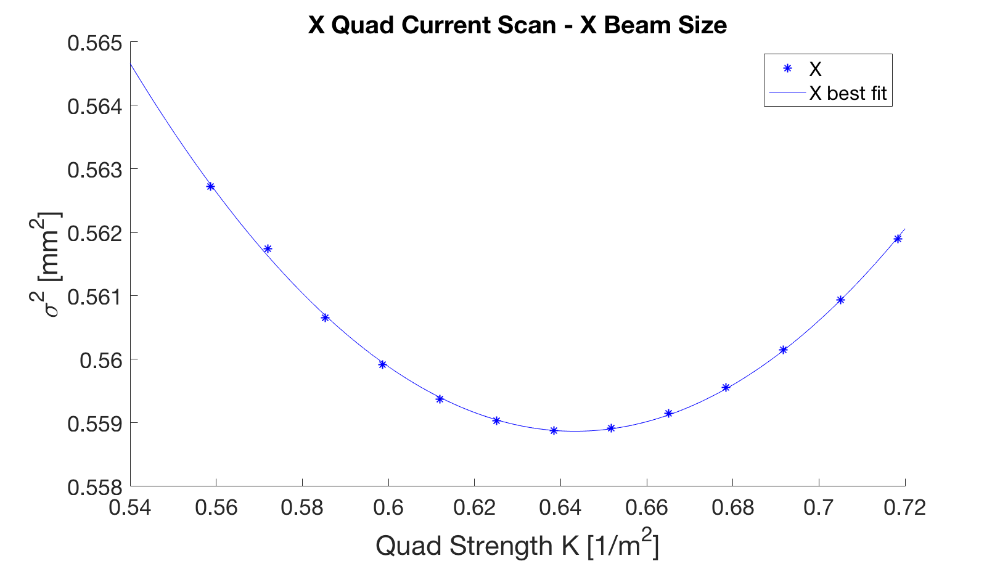 X Quad Current Scan - X Beam Size
X
X best fit
0.565
0.564
0.563
0.562
0.561
0.56
0.559
0.558
σ² [mm²]
0.54 0.56 0.58 0.6 0.62 0.64 0.66 0.68 0.7 0.72
Quad Strength K [1/m²]